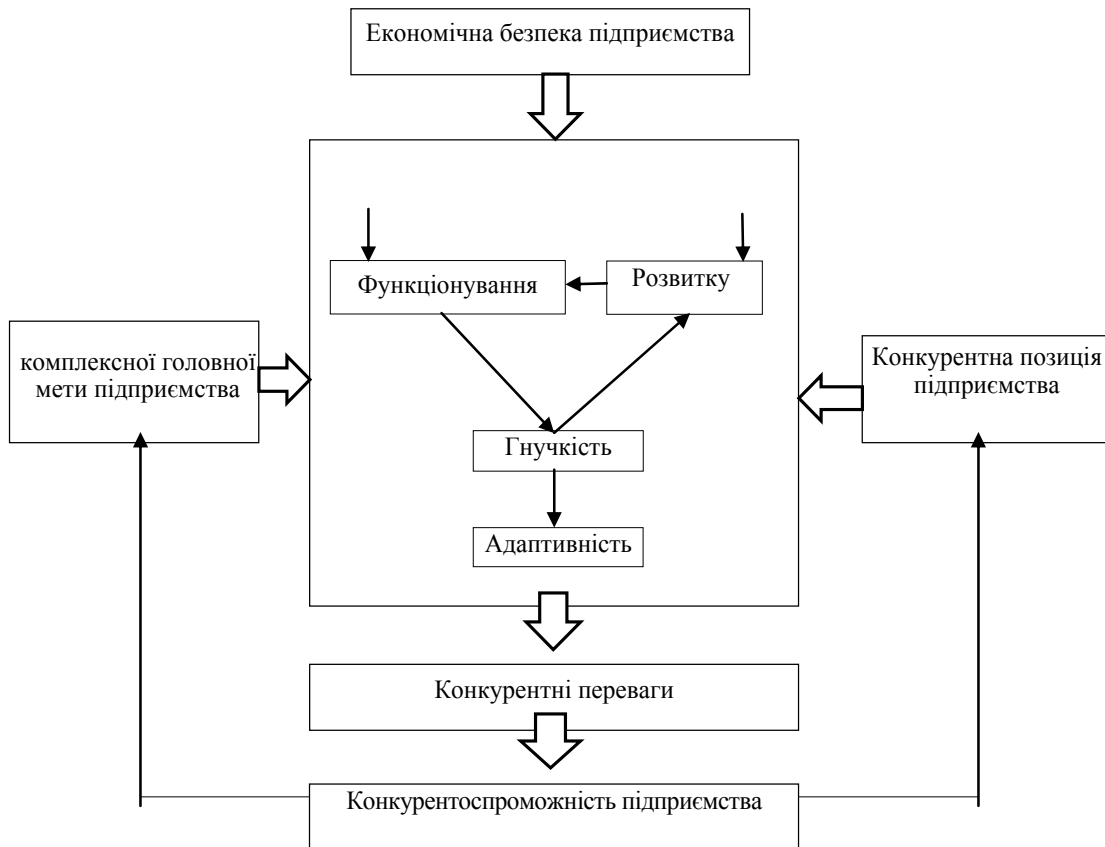 Економічна безпека підприємства
Функціонування
Розвитку
комплексної головної
мети підприємства
Конкурентна позиція
підприємства
Гнучкість
Адаптивність
Конкурентні переваги
Конкурентоспроможність підприємства